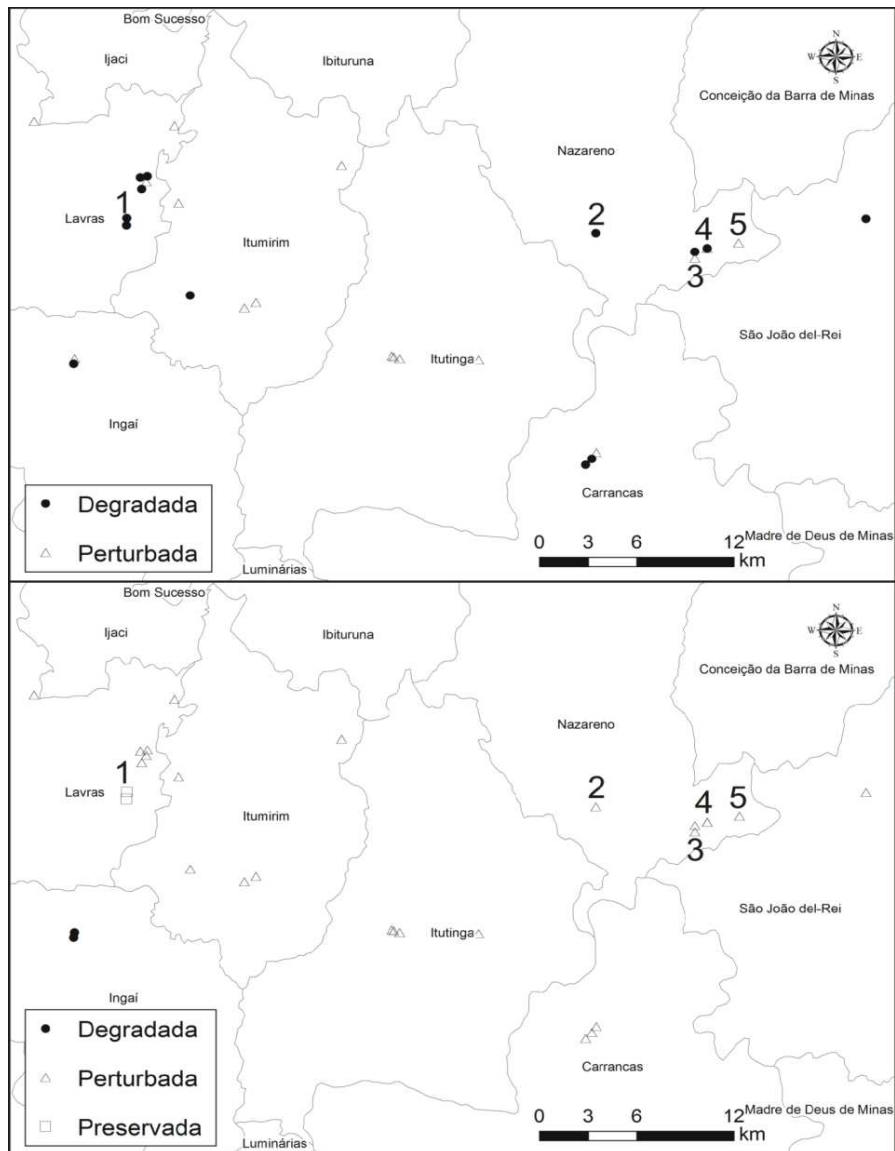 Bom Sucesso
Ijaci
Ibituruna
N
W E
S
Conceição da Barra de Minas
Nazareno
1
Lavras
2
4 5
Itumirim
3
São João del-Rei
Itutinga
Ingaí
Degradada
Carrancas
Perturbada
Madre de Deus de Minas
0 3 6 12
km
Luminárias
Bom Sucesso
Ijaci
Ibituruna
N
W E
S
Conceição da Barra de Minas
Nazareno
1
Lavras
2
4 5
Itumirim
3
São João del-Rei
Itutinga
Ingaí
Degradada
Carrancas
Perturbada
Madre de Deus de Minas
0 3 6 12
km
Preservada
Luminárias